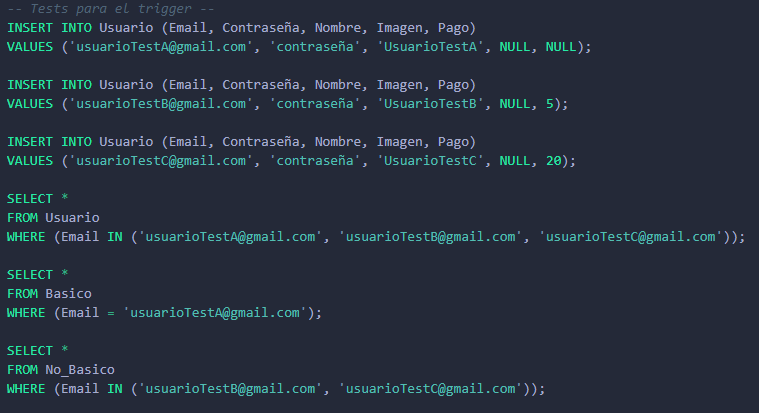 -- Tests para el trigger --
INSERT INTO Usuario (Email, Contraseña, Nombre, Imagen, Pago)
VALUES ('usuarioTestA@gmail.com', 'contraseña', 'UsuarioTestA', NULL, NULL);
INSERT INTO Usuario (Email, Contraseña, Nombre, Imagen, Pago)
VALUES ('usuarioTestB@gmail.com', 'contraseña', 'UsuarioTestB', NULL, 5);
INSERT INTO Usuario (Email, Contraseña, Nombre, Imagen, Pago)
VALUES ('usuarioTestC@gmail.com', 'contraseña', 'UsuarioTestC', NULL, 20);
SELECT *
FROM Usuario
WHERE (Email IN ('usuarioTestA@gmail.com', 'usuarioTestB@gmail.com', 'usuarioTestC@gmail.com'));
SELECT *
FROM Basico
WHERE (Email = 'usuarioTestA@gmail.com');
SELECT *
FROM No_Basico
WHERE (Email IN ('usuarioTestB@gmail.com', 'usuarioTestC@gmail.com'));